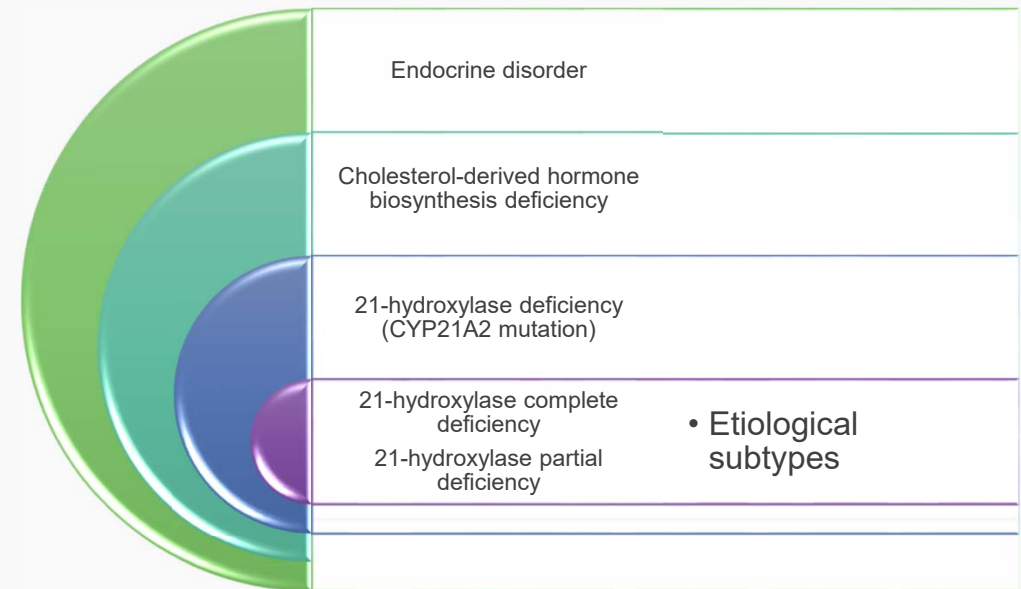 Endocrine disorder
Cholesterol-derived hormone
biosynthesis deficiency
21-hydroxylase deficiency
(CYP21A2 mutation)
21-hydroxylase complete
deficiency
21-hydroxylase partial
deficiency
• Etiological
subtypes